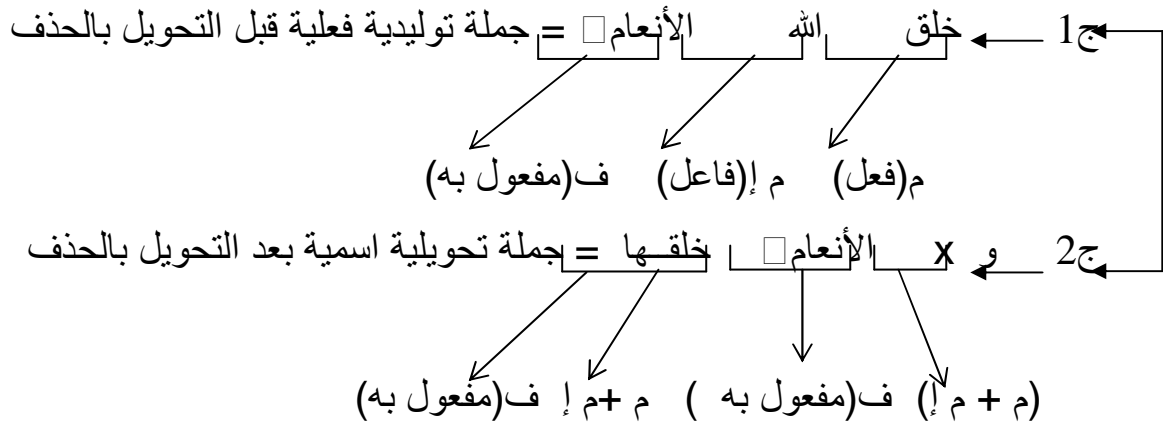 ج1 خلق الله الأنعام = جملة توليدية فعلية قبل التحويل بالحذف
م(فعل) م إ(فاعل) ف(مفعول به)
ج2 و x الأنعام خلقـها = جملة تحويلية اسمية بعد التحويل بالحذف
(م + م إ) ف(مفعول به ) م +م إ ف(مفعول به)